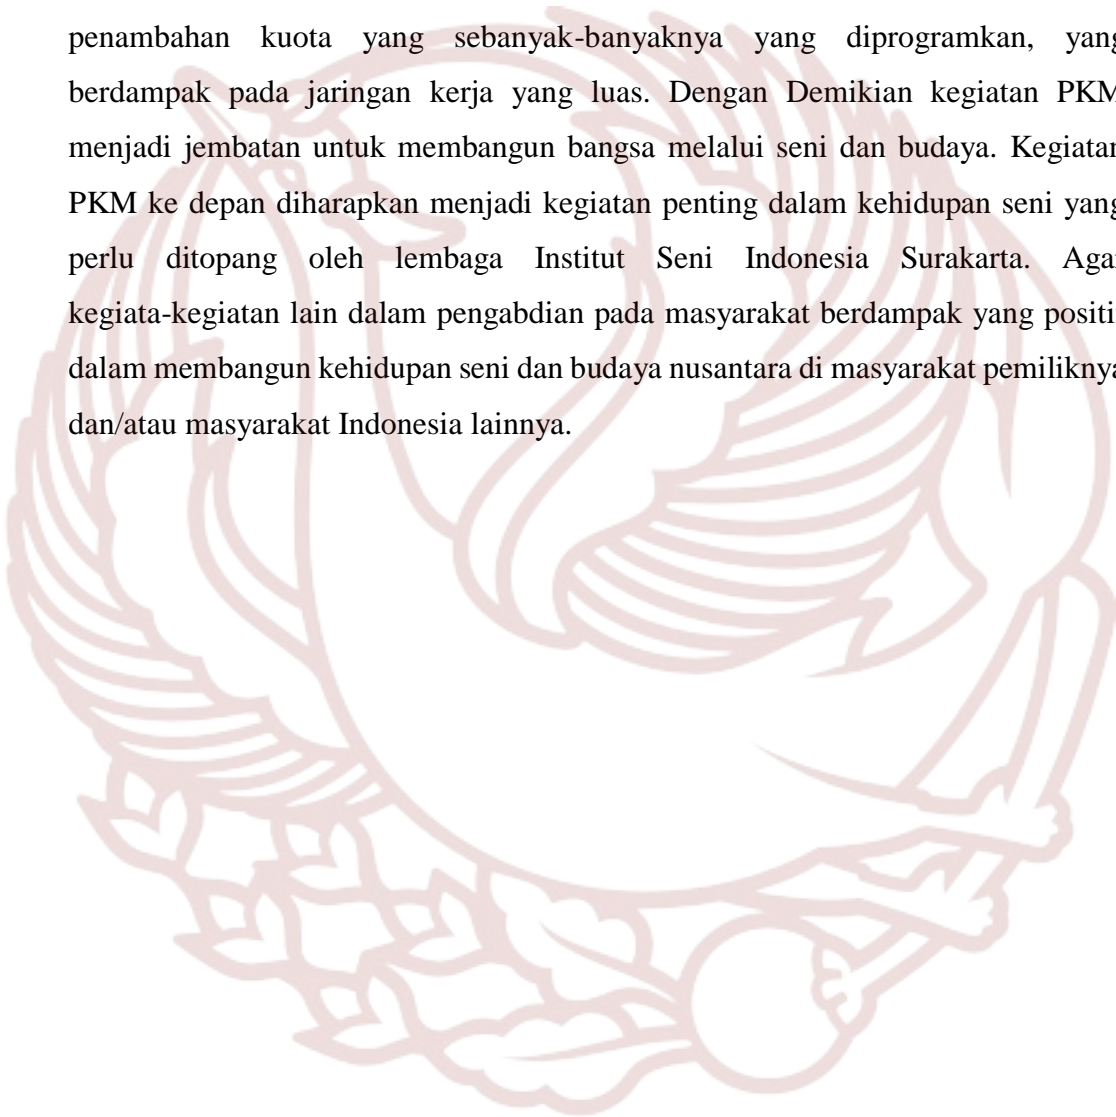 penambahan kuota yang sebanyak-banyaknya yang diprogramkan, yang
berdampak pada jaringan kerja yang luas. Dengan Demikian kegiatan PKM
menjadi jembatan untuk membangun bangsa melalui seni dan budaya. Kegiatan
PKM ke depan diharapkan menjadi kegiatan penting dalam kehidupan seni yang
perlu ditopang oleh lembaga Institut Seni Indonesia Surakarta. Agar
kegiata-kegiatan lain dalam pengabdian pada masyarakat berdampak yang positif
dalam membangun kehidupan seni dan budaya nusantara di masyarakat pemiliknya
dan/atau masyarakat Indonesia lainnya.